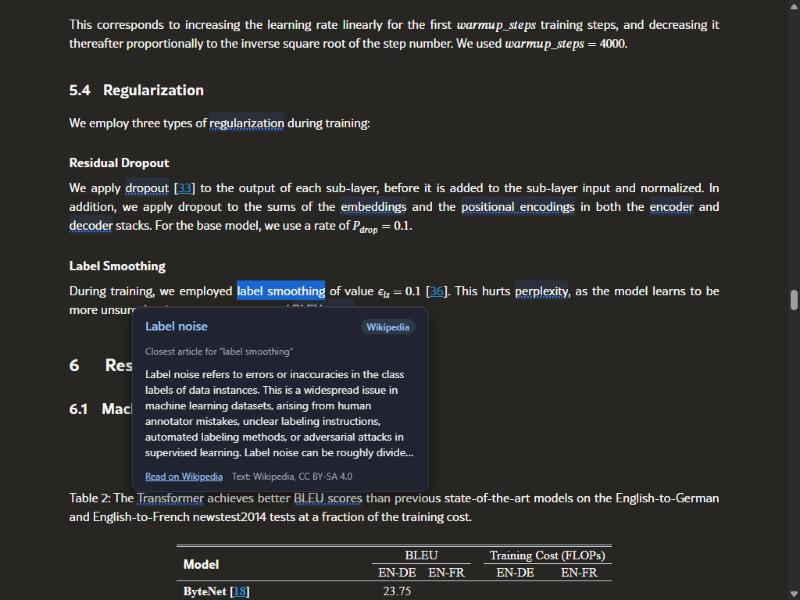 This corresponds to increasing the learning rate linearly for the first warmup_steps training steps, and decreasing it
thereafter proportionally to the inverse square root of the step number. We used warmup_steps = 4000.
5.4 Regularization
We employ three types of regularization during training:
Residual Dropout
We apply dropout [33] to the output of each sub-layer, before it is added to the sub-layer input and normalized. In
addition, we apply dropout to the sums of the embeddings and the positional encodings in both the encoder and
decoder stacks. For the base model, we use a rate of P_drop = 0.1.
Label Smoothing
During training, we employed label smoothing of value ϵ_ls = 0.1 [36]. This hurts perplexity, as the model learns to be
more unsur
Label noise Wikipedia
Closest article for "label smoothing"
Label noise refers to errors or inaccuracies in the class
labels of data instances. This is a widespread issue in
machine learning datasets, arising from human
annotator mistakes, unclear labeling instructions,
automated labeling methods, or adversarial attacks in
supervised learning. Label noise can be roughly divide...
Read on Wikipedia Text: Wikipedia, CC BY-SA 4.0
6 Res
6.1 Mac
Table 2: The Transformer achieves better BLEU scores than previous state-of-the-art models on the English-to-German
and English-to-French newstest2014 tests at a fraction of the training cost.
Model BLEU Training Cost (FLOPs)
EN-DE EN-FR EN-DE EN-FR
ByteNet [18] 23.75